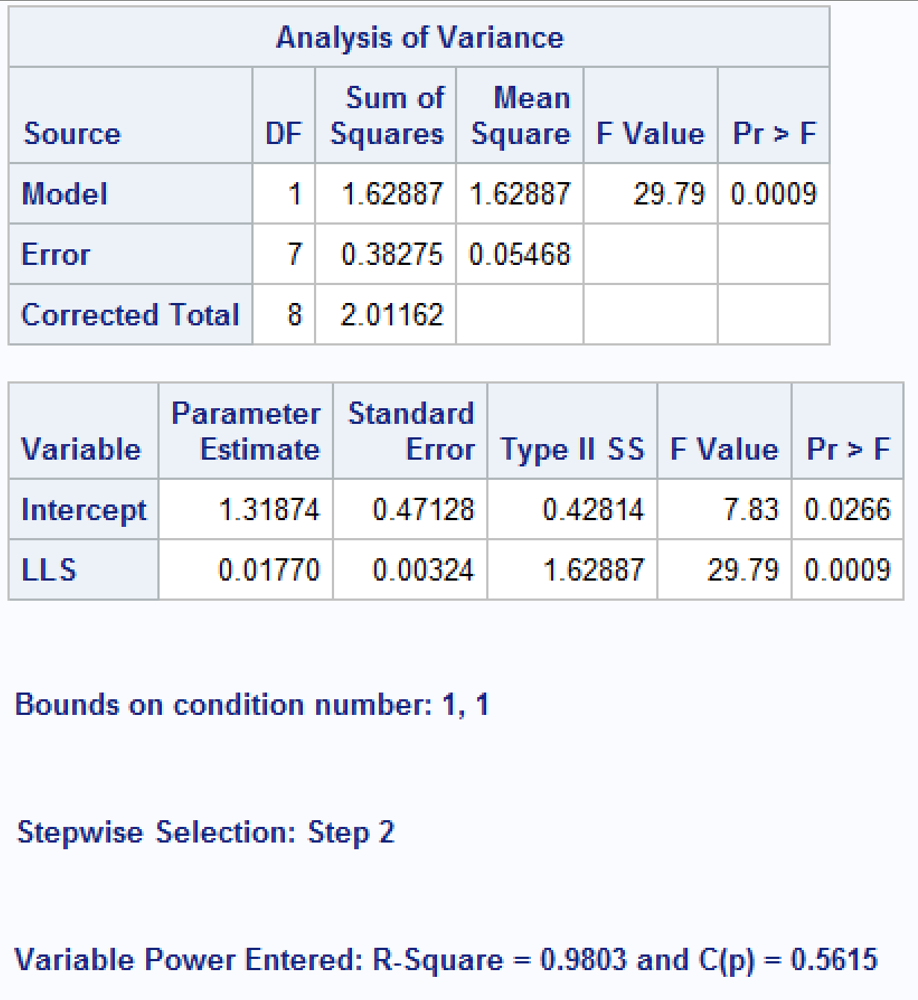 Analysis of Variance
Source DF Sum of Squares Mean Square F Value Pr > F
Model 1 1.62887 1.62887 29.79 0.0009
Error 7 0.38275 0.05468
Corrected Total 8 2.01162
Variable Parameter Estimate Standard Error Type II SS F Value Pr > F
Intercept 1.31874 0.47128 0.42814 7.83 0.0266
LLS 0.01770 0.00324 1.62887 29.79 0.0009
Bounds on condition number: 1, 1
Stepwise Selection: Step 2
Variable Power Entered: R-Square = 0.9803 and C(p) = 0.5615